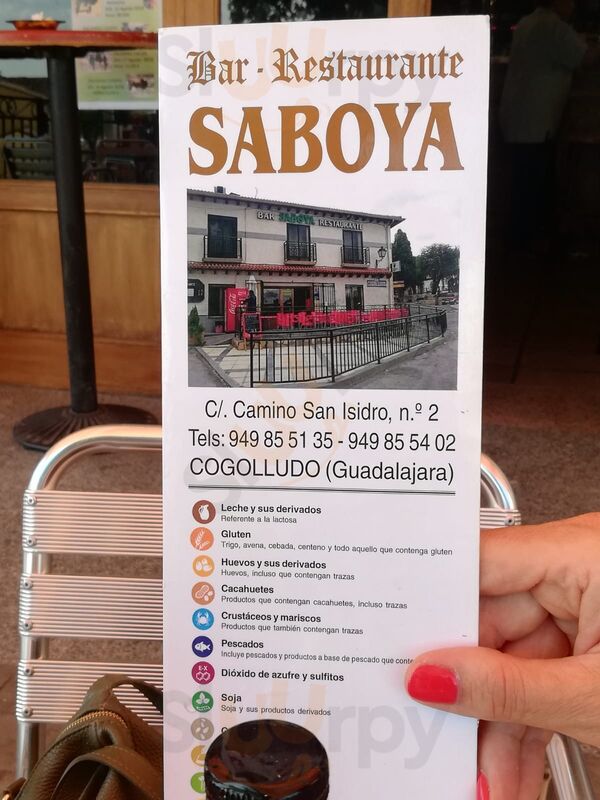 Bar - Restaurante
SABOYA
BAR SABOYA RESTAURANTE
C/. Camino San Isidro, n.º 2
Tels: 949 85 51 35 - 949 85 54 02
COGOLLUDO (Guadalajara)
Leche y sus derivados
Referente a la lactosa
Gluten
Trigo, avena, cebada, centeno y todo aquello que contenga gluten
Huevos y sus derivados
Huevos, incluso que contengan trazas
Cacahuetes
Productos que contengan cacahuetes, incluso trazas
Crustáceos y mariscos
Productos que también contengan trazas
Pescados
Incluye pescados y productos a base de pescado que
E-X
Dióxido de azufre y sulfitos
Soja
Soja y sus productos derivados